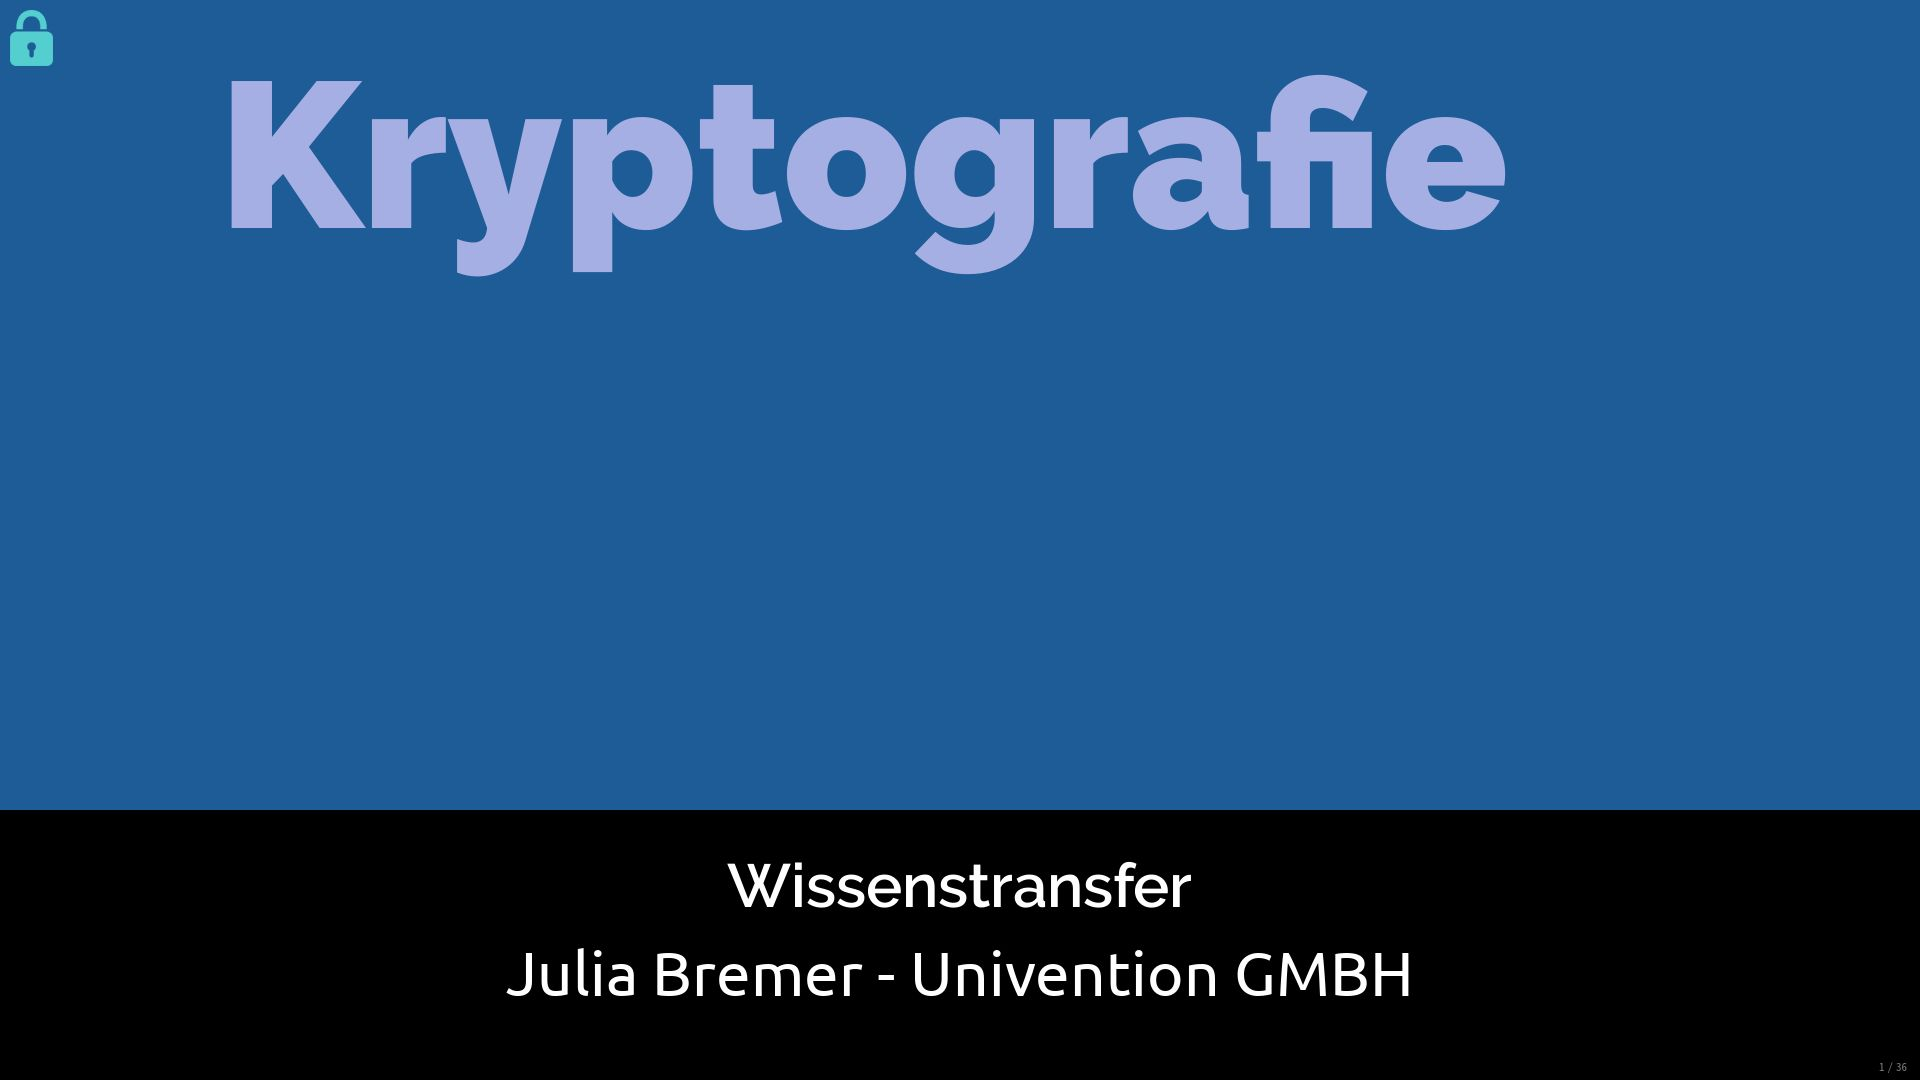 Kryptografie
Wissenstransfer
Julia Bremer - Univention GMBH
1 / 36